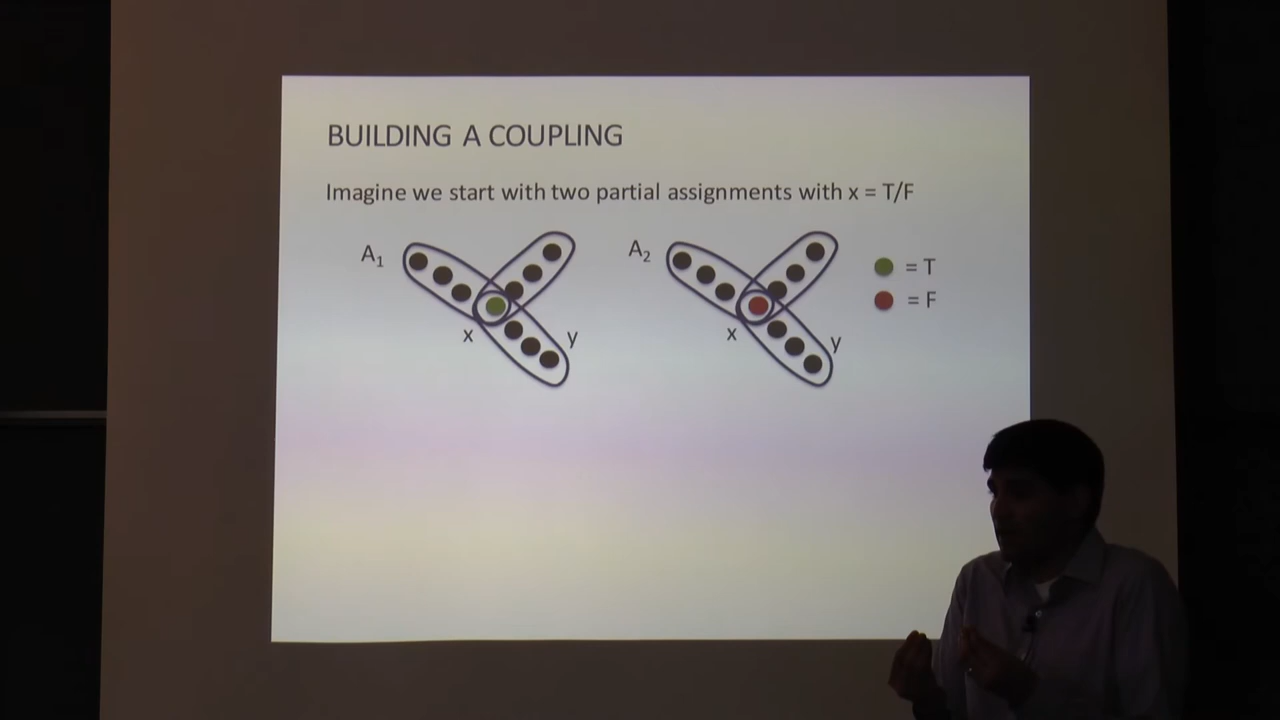 BUILDING A COUPLING
Imagine we start with two partial assignments with x = T/F
A₁
A₂
= T
= F
x
y
x
y